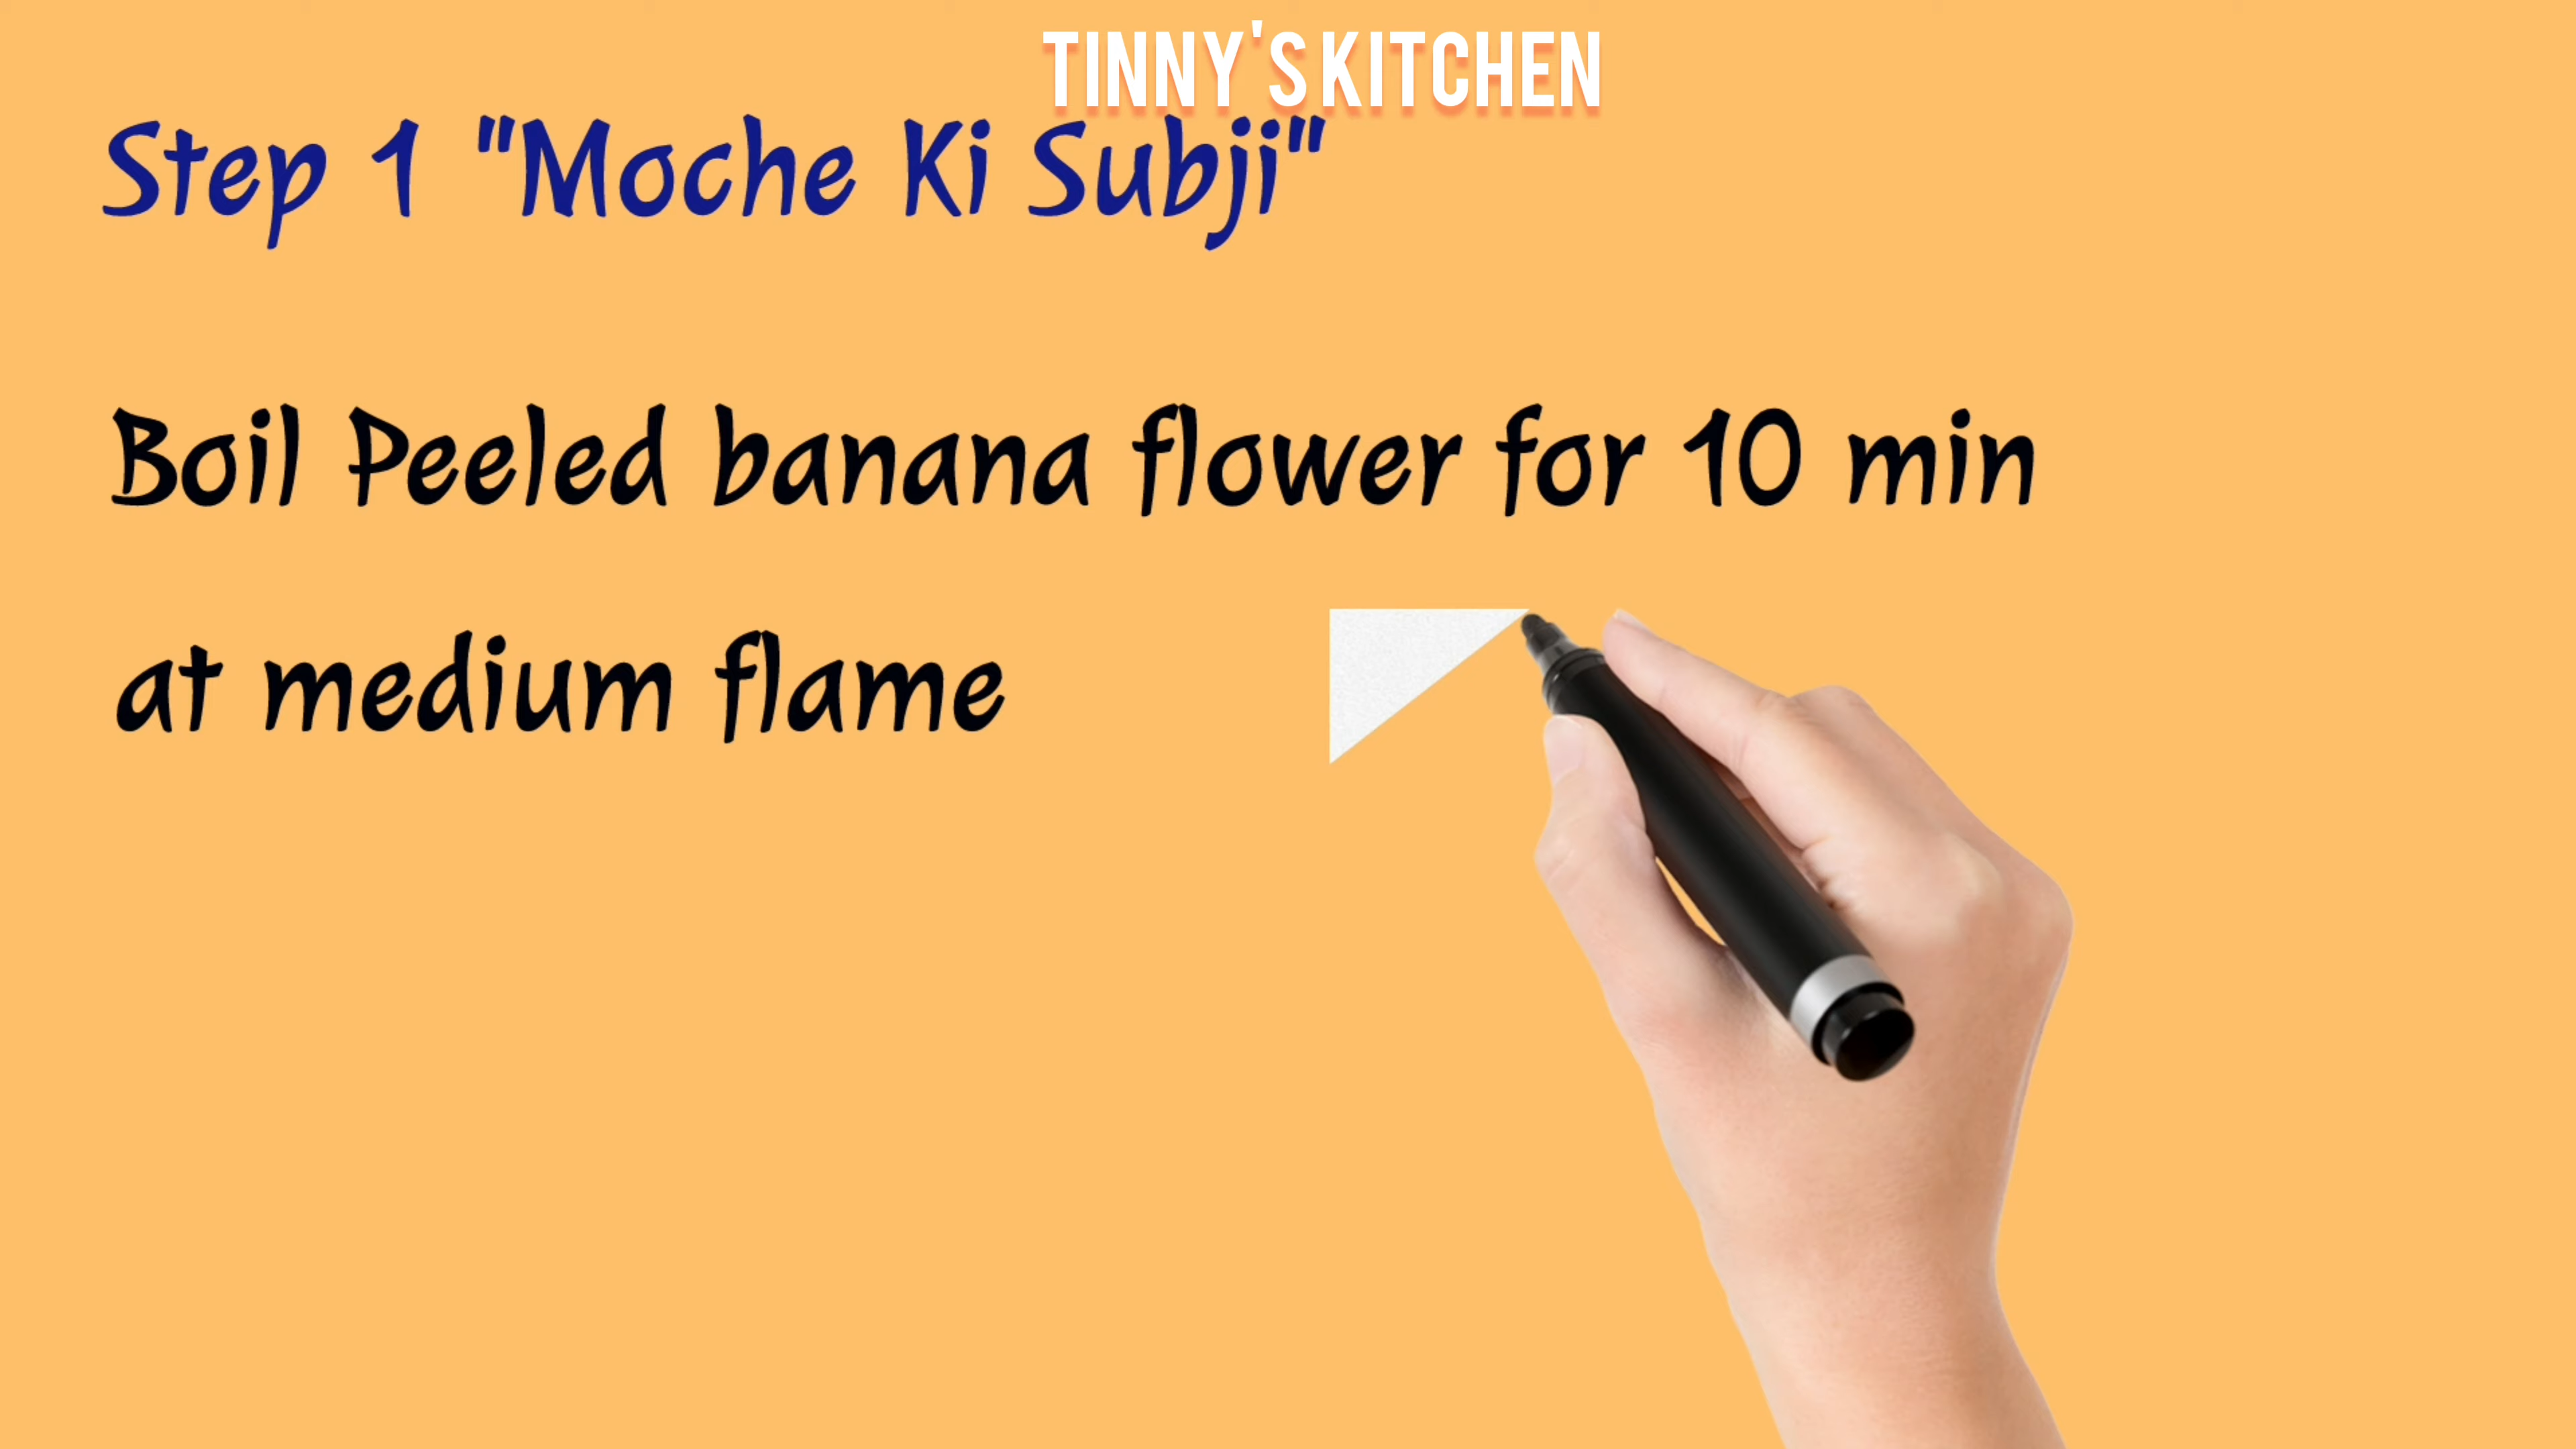 TINNY'S KITCHEN
Step 1 "Moche Ki Subji"
Boil Peeled banana flower for 10 min
at medium flame